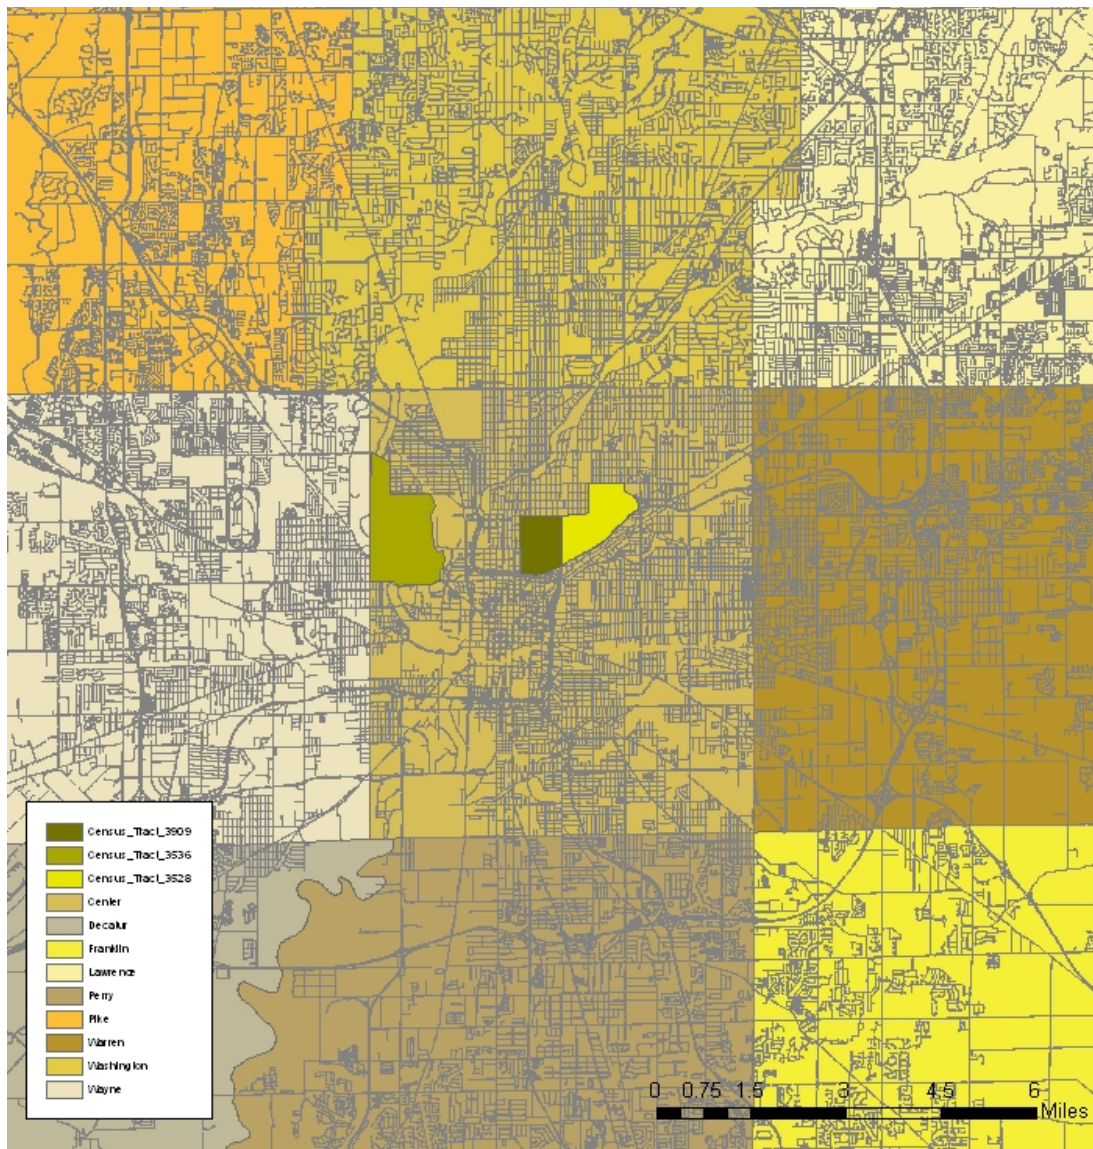 Census_Tract_3909
Census_Tract_3536
Census_Tract_3528
Center
Decatur
Franklin
Lawrence
Perry
Pike
Warren
Washington
Wayne
0 0.75 1.5 3 4.5 6
Miles